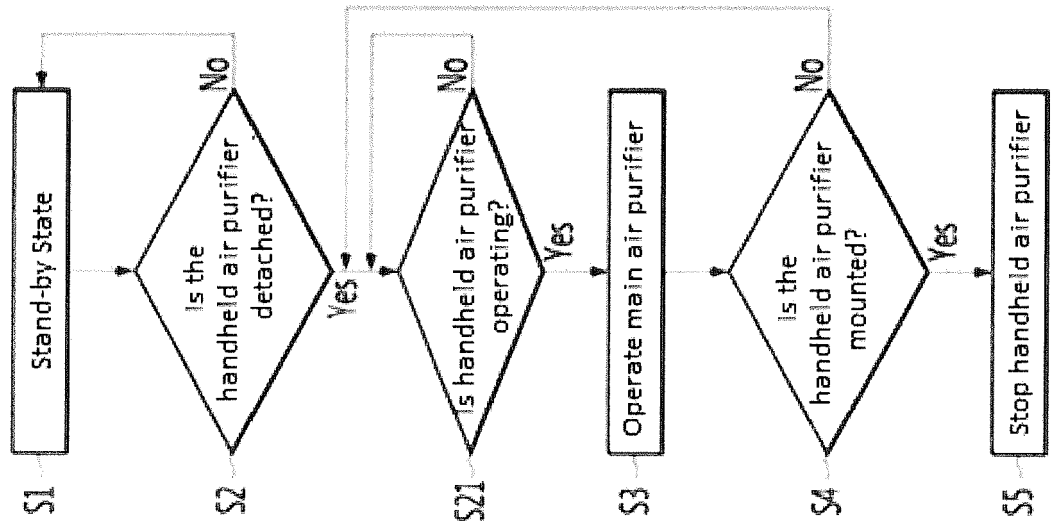 S1
Stand-by State
S2
Is the
handheld air purifier
detached?
No
Yes
S21
Is handheld air purifier
operating?
No
Yes
S3
Operate main air purifier
S4
Is the
handheld air purifier
mounted?
No
Yes
S5
Stop handheld air purifier